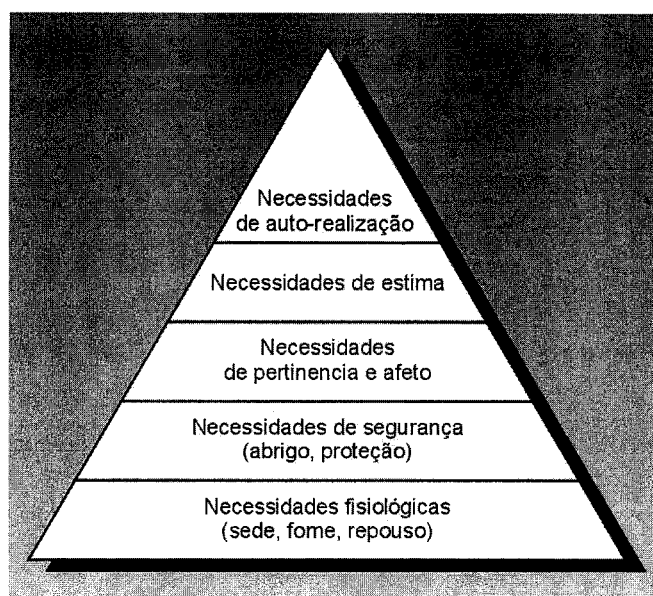 Necessidades
de auto-realização
Necessidades de estima
Necessidades
de pertinencia e afeto
Necessidades de segurança
(abrigo, proteção)
Necessidades fisiológicas
(sede, fome, repouso)